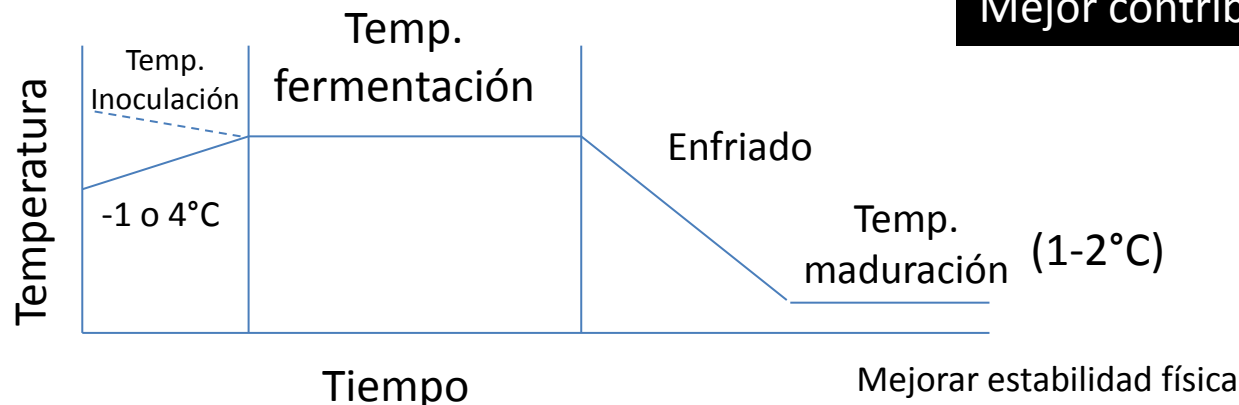 Mejor contrib
Temp.
fermentación
Temp.
Inoculación
Temperatura
-1 o 4°C
Enfriado
Temp.
maduración
(1-2°C)
Tiempo
Mejorar estabilidad física